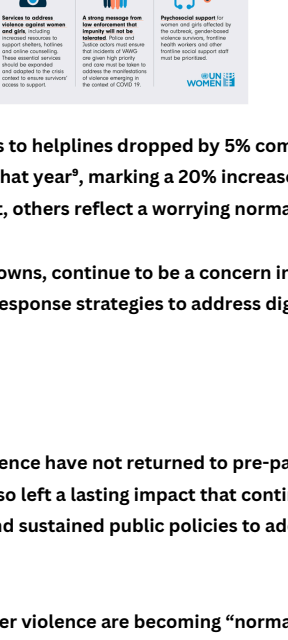 Services to address
violence against women
and girls, including
increased resources to
support shelters, hotlines
and online counselling.
These essential services
should be expanded
and adapted to the crisis
context to ensure survivors'
access to support.
A strong message from
law enforcement that
impunity will not be
tolerated. Police and
Justice actors must ensure
that incidents of VAWG
are given high priority
and care must be taken to
address the manifestations
of violence emerging in
the context of COVID 19.
Psychosocial support for
women and girls affected by
the outbreak, gender-based
violence survivors, frontline
health workers and other
frontline social support staff
must be prioritized.
UN
WOMEN
s to helplines dropped by 5% com
hat year⁹, marking a 20% increase
t, others reflect a worrying norma
owns, continue to be a concern in
esponse strategies to address dig
ence have not returned to pre-pa
so left a lasting impact that conti
nd sustained public policies to ad
er violence are becoming “norma